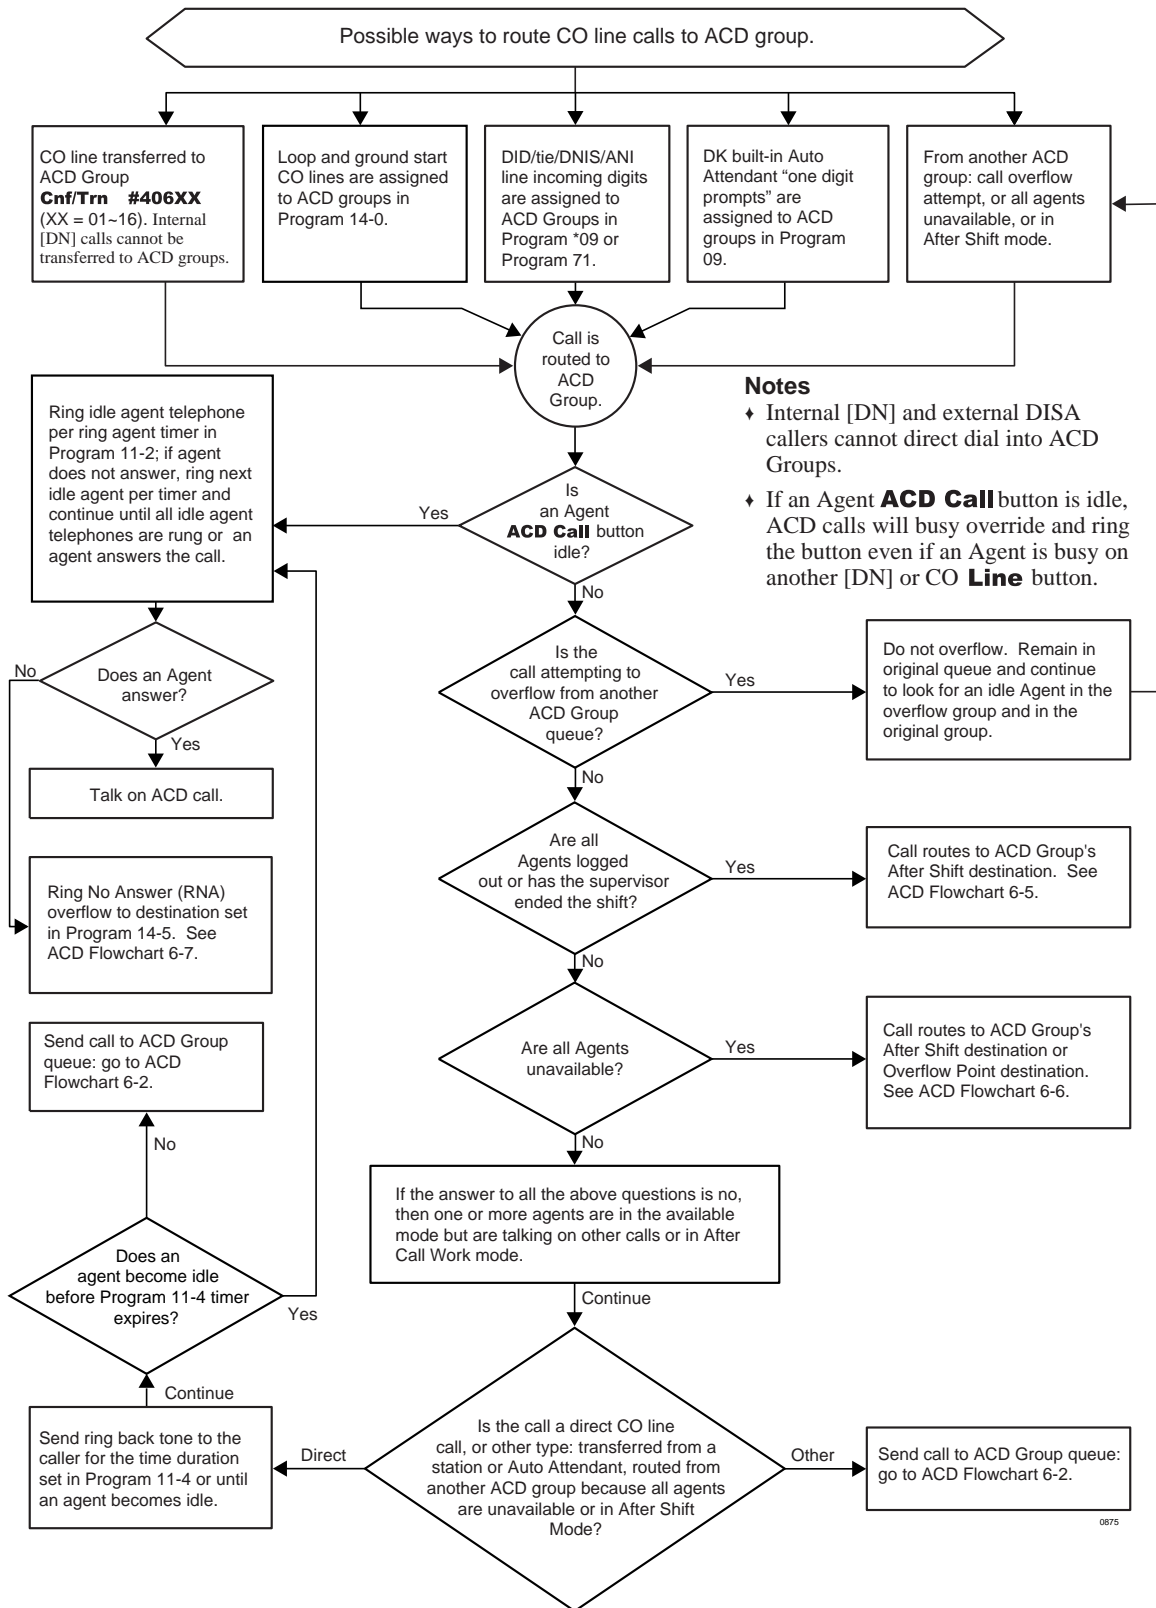 Possible ways to route CO line calls to ACD group.
CO line transferred to
ACD Group
Cnf/Trn #406XX
(XX = 01~16). Internal
[DN] calls cannot be
transferred to ACD groups.
Loop and ground start
CO lines are assigned
to ACD groups in
Program 14-0.
DID/tie/DNIS/ANI
line incoming digits
are assigned to
ACD Groups in
Program *09 or
Program 71.
DK built-in Auto
Attendant “one digit
prompts” are
assigned to ACD
groups in Program
09.
From another ACD
group: call overflow
attempt, or all agents
unavailable, or in
After Shift mode.
Call is
routed to
ACD
Group.
Notes
♦ Internal [DN] and external DISA
callers cannot direct dial into ACD
Groups.
♦ If an Agent ACD Call button is idle,
ACD calls will busy override and ring
the button even if an Agent is busy on
another [DN] or CO Line button.
Ring idle agent telephone
per ring agent timer in
Program 11-2; if agent
does not answer, ring next
idle agent per timer and
continue until all idle agent
telephones are rung or an
agent answers the call.
Yes
Is
an Agent
ACD Call button
idle?
No
Is the
call attempting to
overflow from another
ACD Group
queue?
Yes
Do not overflow. Remain in
original queue and continue
to look for an idle Agent in the
overflow group and in the
original group.
No
Does an Agent
answer?
Yes
Talk on ACD call.
No
Are all
Agents logged
out or has the supervisor
ended the shift?
Yes
Call routes to ACD Group's
After Shift destination. See
ACD Flowchart 6-5.
Ring No Answer (RNA)
overflow to destination set
in Program 14-5. See
ACD Flowchart 6-7.
No
Are all Agents
unavailable?
Yes
Call routes to ACD Group's
After Shift destination or
Overflow Point destination.
See ACD Flowchart 6-6.
Send call to ACD Group
queue: go to ACD
Flowchart 6-2.
No
No
If the answer to all the above questions is no,
then one or more agents are in the available
mode but are talking on other calls or in After
Call Work mode.
Does an
agent become idle
before Program 11-4 timer
expires?
Yes
Continue
Continue
Send ring back tone to the
caller for the time duration
set in Program 11-4 or until
an agent becomes idle.
Direct
Is the call a direct CO line
call, or other type: transferred from a
station or Auto Attendant, routed from
another ACD group because all agents
are unavailable or in After Shift
Mode?
Other
Send call to ACD Group queue:
go to ACD Flowchart 6-2.
0875